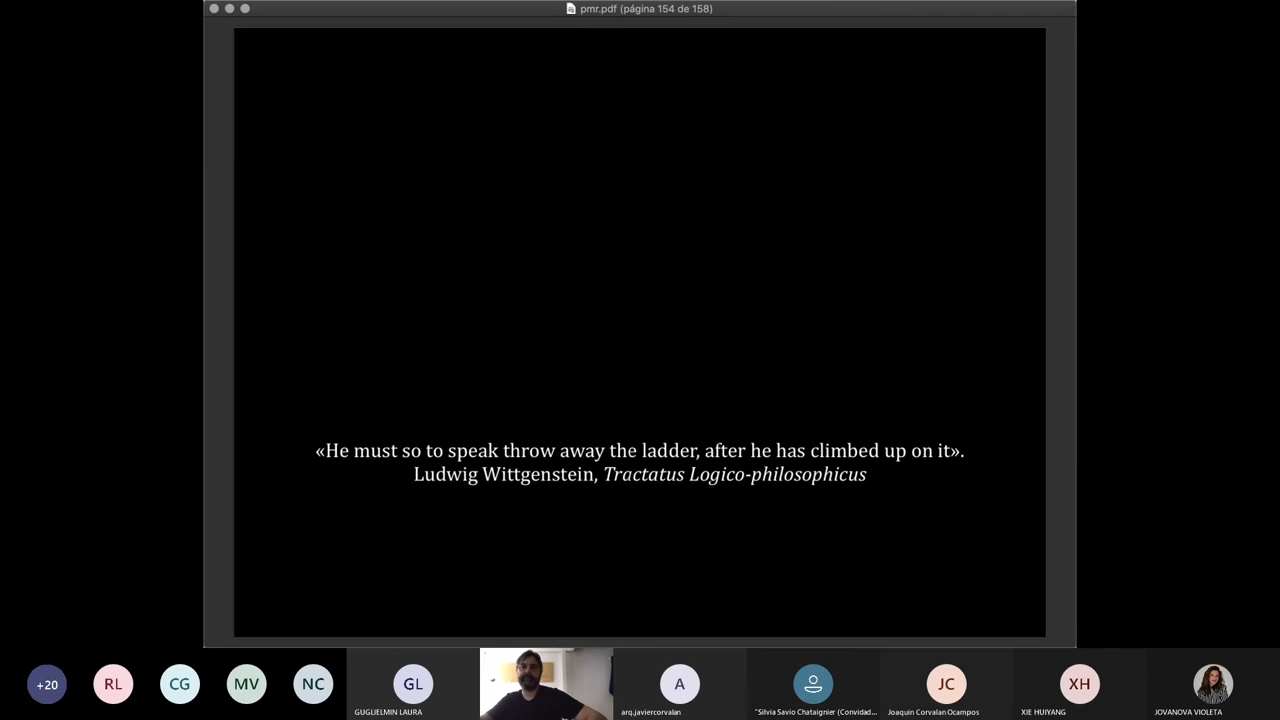 pmr.pdf (página 154 de 158)
«He must so to speak throw away the ladder, after he has climbed up on it».
Ludwig Wittgenstein, Tractatus Logico-philosophicus
+20
RL
CG
MV
NC
GL
A
JC
XH
GUGLIELMIN LAURA
arq.javiercorvalan
"Silvia Savio Chataignier (Convidad...
Joaquin Corvalan Ocampos
XIE HUIYANG
JOVANOVA VIOLETA